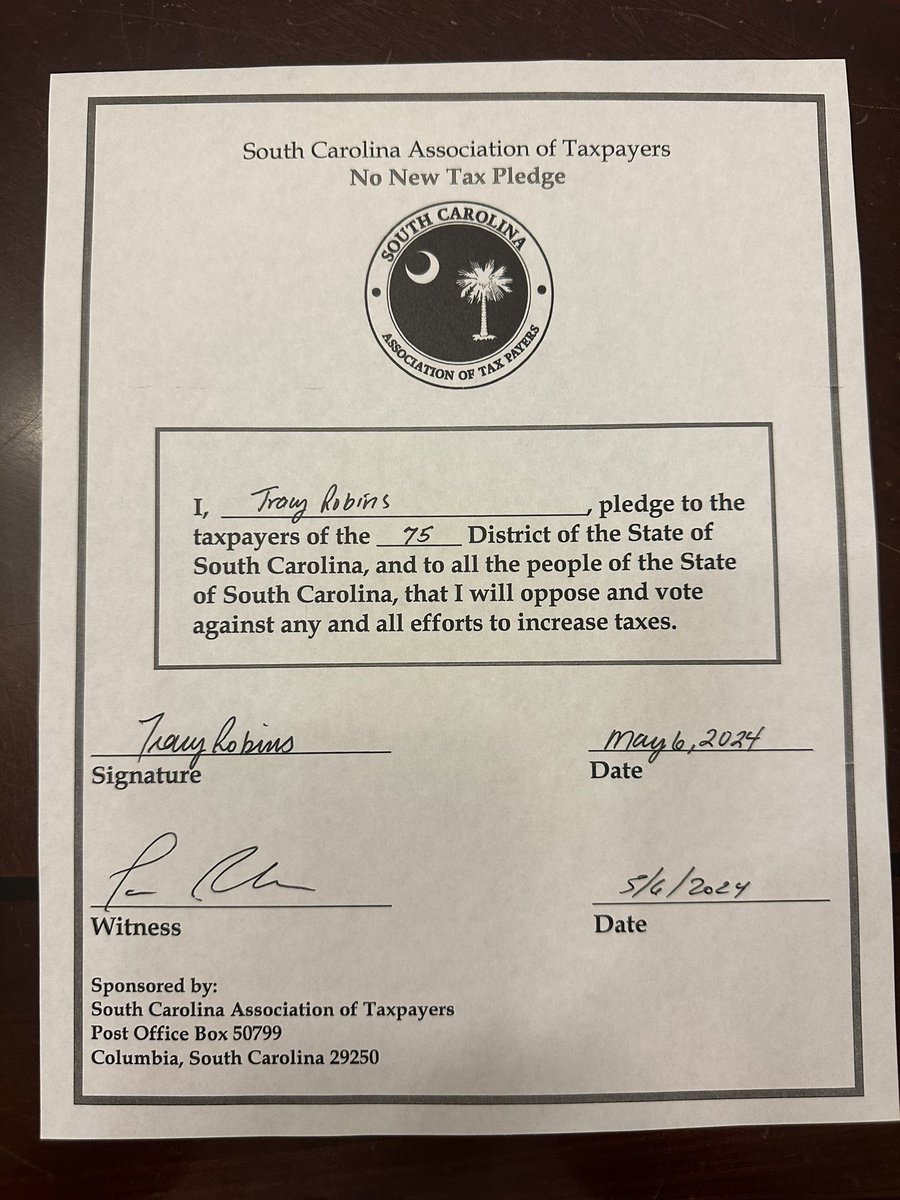 South Carolina Association of Taxpayers
No New Tax Pledge
SOUTH CAROLINA
ASSOCIATION OF TAX PAYERS
I, Tracy Robins, pledge to the
taxpayers of the 75 District of the State of
South Carolina, and to all the people of the State
of South Carolina, that I will oppose and vote
against any and all efforts to increase taxes.
Tracy Robins May 6, 2024
Signature Date
5/6/2024
Witness Date
Sponsored by:
South Carolina Association of Taxpayers
Post Office Box 50799
Columbia, South Carolina 29250